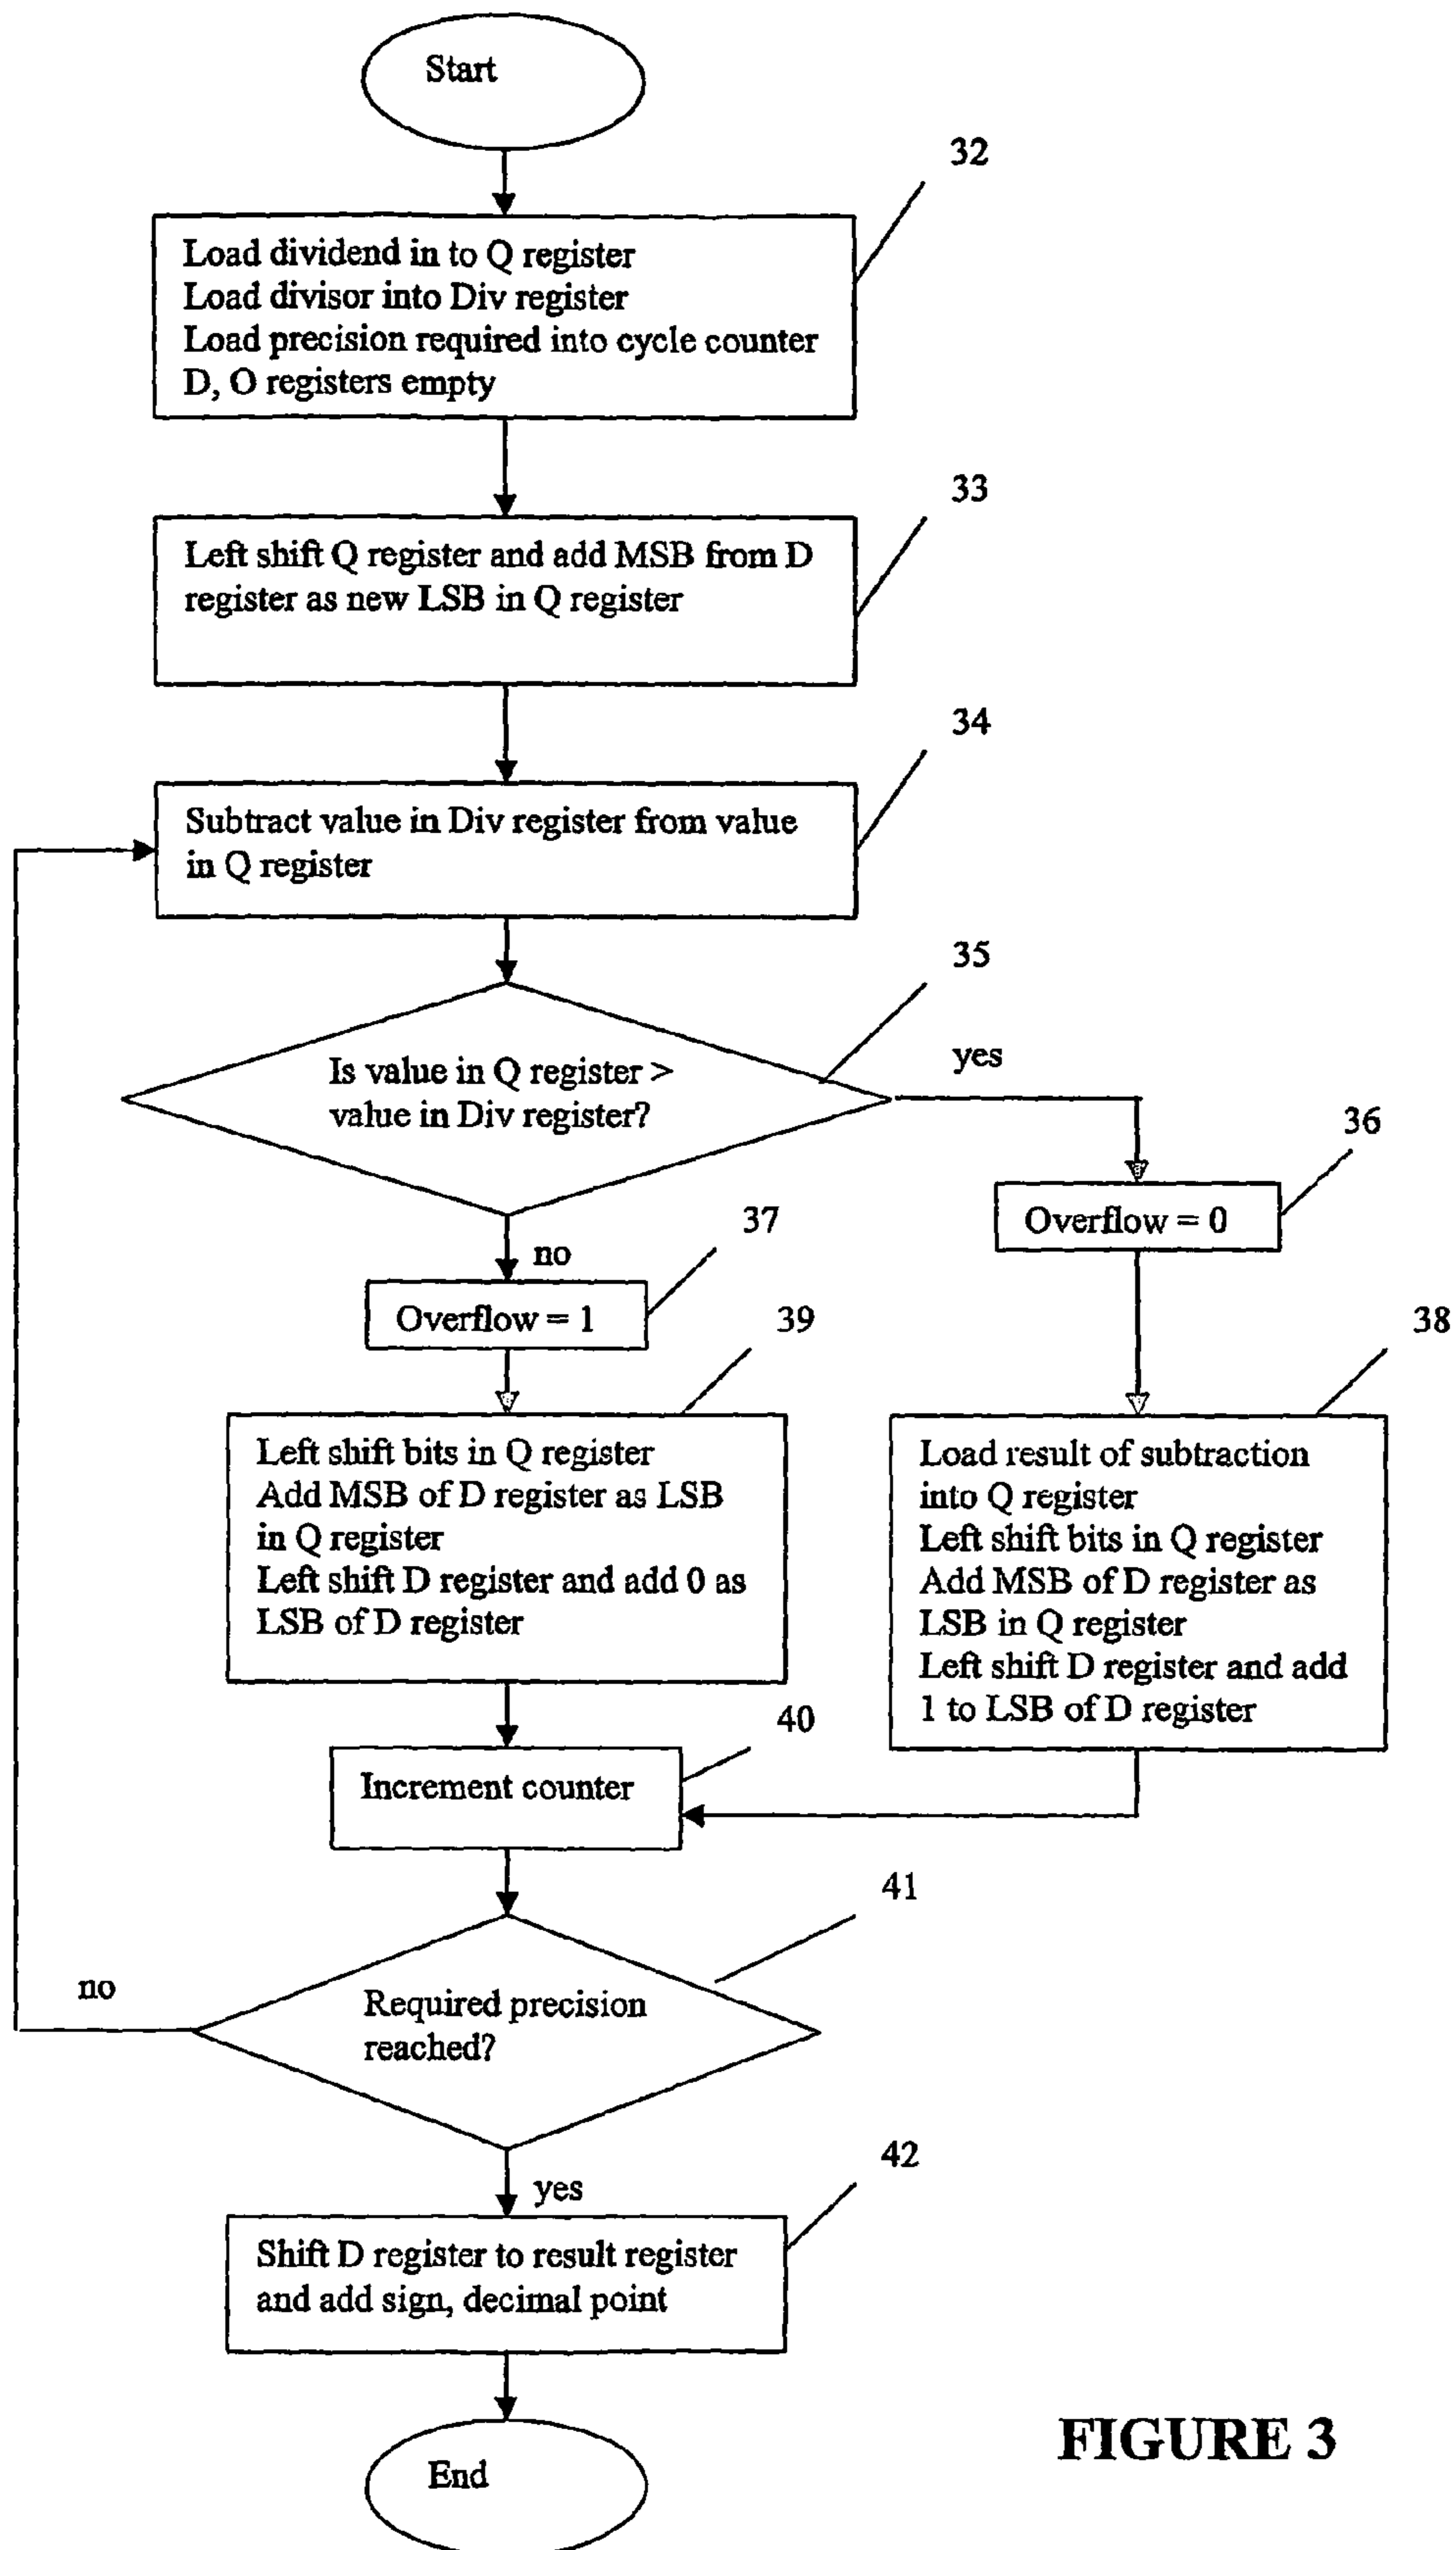 Start
32
Load dividend in to Q register
Load divisor into Div register
Load precision required into cycle counter
D, O registers empty
33
Left shift Q register and add MSB from D
register as new LSB in Q register
34
Subtract value in Div register from value
in Q register
35
Is value in Q register >
value in Div register?
yes
36
Overflow = 0
37
no
Overflow = 1
39
38
Left shift bits in Q register
Add MSB of D register as LSB
in Q register
Left shift D register and add 0 as
LSB of D register
Load result of subtraction
into Q register
Left shift bits in Q register
Add MSB of D register as
LSB in Q register
Left shift D register and add
1 to LSB of D register
40
Increment counter
41
no
Required precision
reached?
42
yes
Shift D register to result register
and add sign, decimal point
End
FIGURE 3